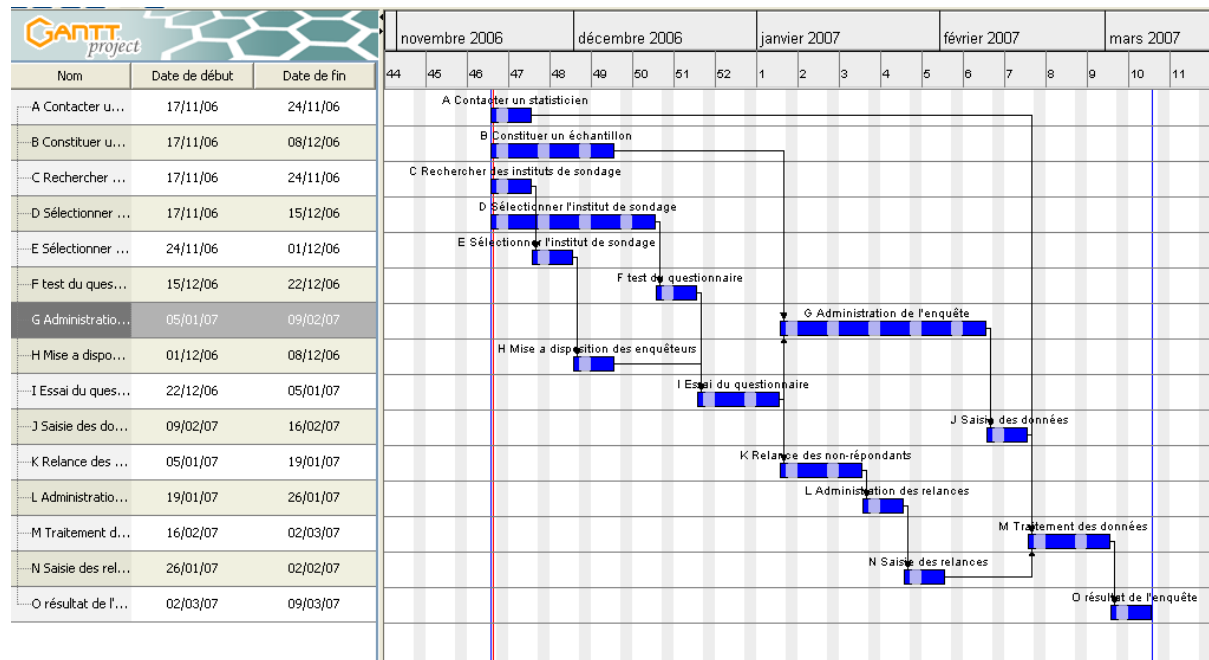 GANTT
project
novembre 2006 décembre 2006 janvier 2007 février 2007 mars 2007
Nom Date de début Date de fin 44 45 46 47 48 49 50 51 52 1 2 3 4 5 6 7 8 9 10 11
A Contacter u... 17/11/06 24/11/06 A Contacter un statisticien
B Constituer u... 17/11/06 08/12/06 B Constituer un échantillon
C Rechercher ... 17/11/06 24/11/06 C Rechercher des instituts de sondage
D Sélectionner ... 17/11/06 15/12/06 D Sélectionner l'institut de sondage
E Sélectionner ... 24/11/06 01/12/06 E Sélectionner l'institut de sondage
F test du ques... 15/12/06 22/12/06 F test du questionnaire
G Administratio... 05/01/07 09/02/07 G Administration de l'enquête
H Mise a dispo... 01/12/06 08/12/06 H Mise a disposition des enquêteurs
I Essai du ques... 22/12/06 05/01/07 I Essai du questionnaire
J Saisie des do... 09/02/07 16/02/07 J Saisie des données
K Relance des ... 05/01/07 19/01/07 K Relance des non-répondants
L Administratio... 19/01/07 26/01/07 L Administration des relances
M Traitement d... 16/02/07 02/03/07 M Traitement des données
N Saisie des rel... 26/01/07 02/02/07 N Saisie des relances
O résultat de l'... 02/03/07 09/03/07 O résultat de l'enquête